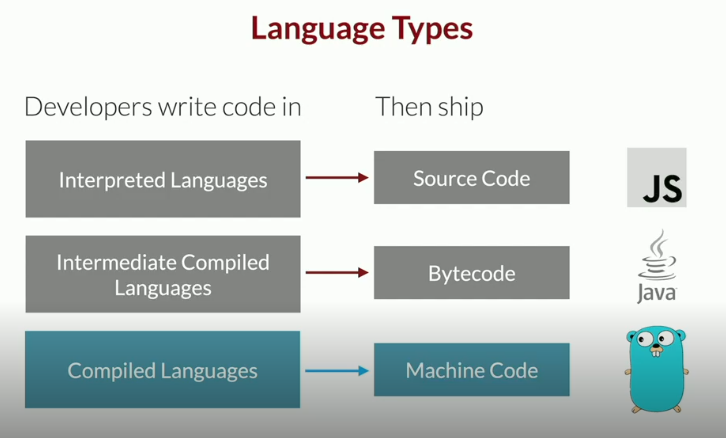 Language Types
Developers write code in
Then ship
Interpreted Languages
Source Code
JS
Intermediate Compiled
Languages
Bytecode
Java
Compiled Languages
Machine Code